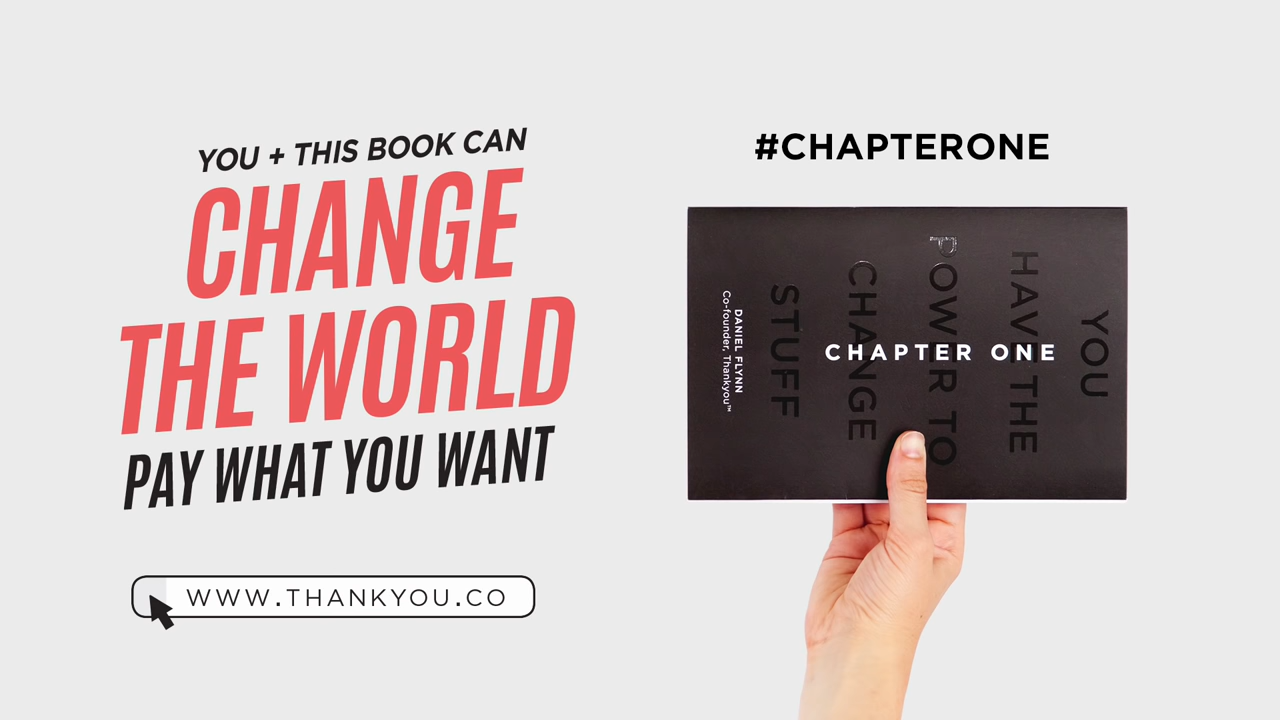 YOU + THIS BOOK CAN
CHANGE
THE WORLD
PAY WHAT YOU WANT
WWW.THANKYOU.CO
#CHAPTERONE
YOU
HAVE THE
POWER TO
CHANGE
STUFF
CHAPTER ONE
DANIEL FLYNN
Co-founder, Thankyou™